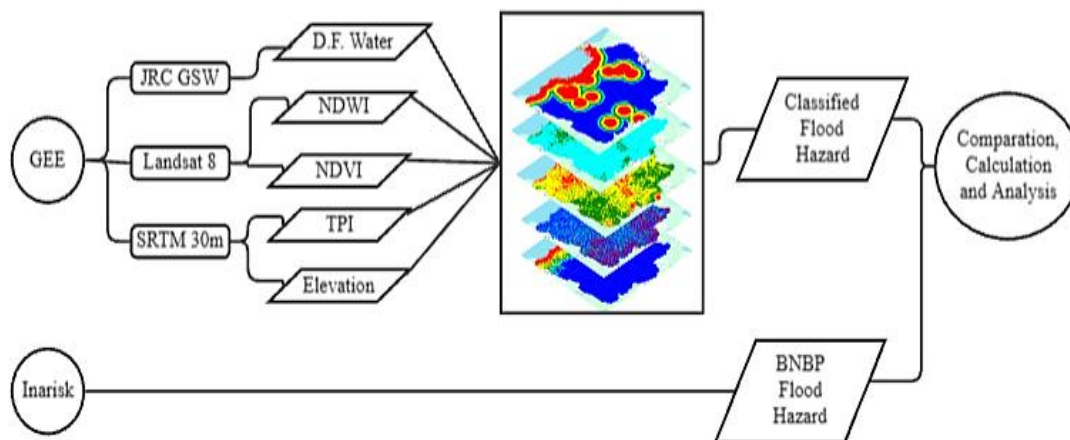 GEE
JRC GSW
Landsat 8
SRTM 30m
D.F. Water
NDWI
NDVI
TPI
Elevation
Classified
Flood
Hazard
Comparation,
Calculation
and Analysis
Inarisk
BNBP
Flood
Hazard